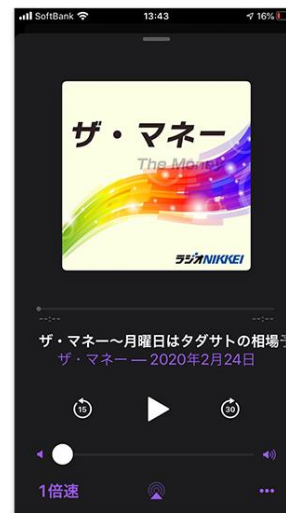 SoftBank 13:43 16%
ザ・マネー
The Money
ラジオNIKKEI
--:-- --:--
ザ・マネー〜月曜日はタダサトの相場
ザ・マネー — 2020年2月24日
15 30
1倍速